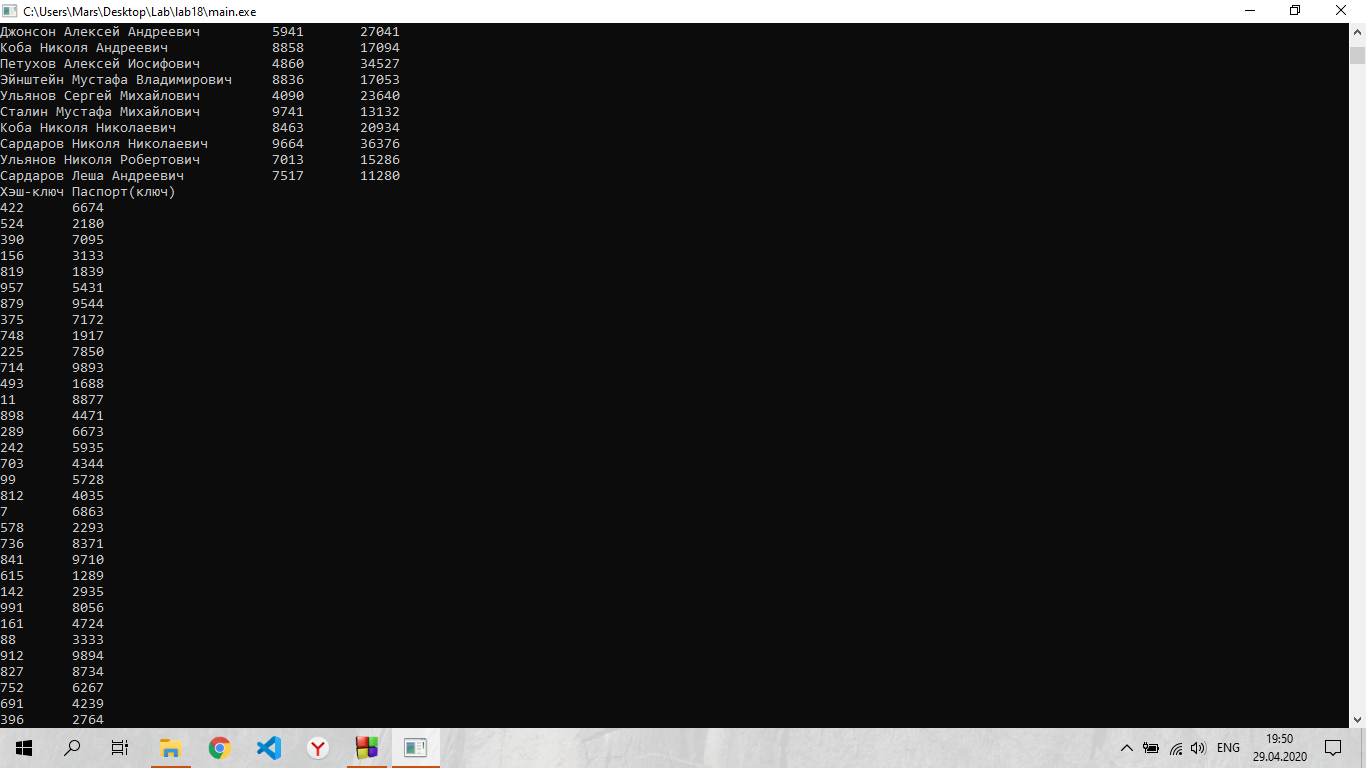 C:\Users\Mars\Desktop\Lab\lab18\main.exe
Джонсон Алексей Андреевич 5941 27041
Коба Николя Андреевич 8858 17094
Петухов Алексей Иосифович 4860 34527
Эйнштейн Мустафа Владимирович 8836 17053
Ульянов Сергей Михайлович 4090 23640
Сталин Мустафа Михайлович 9741 13132
Коба Николя Николаевич 8463 20934
Сардаров Николя Николаевич 9664 36376
Ульянов Николя Робертович 7013 15286
Сардаров Леша Андреевич 7517 11280
Хэш-ключ Паспорт(ключ)
422 6674
524 2180
390 7095
156 3133
819 1839
957 5431
879 9544
375 7172
748 1917
225 7850
714 9893
493 1688
11 8877
898 4471
289 6673
242 5935
703 4344
99 5728
812 4035
7 6863
578 2293
736 8371
841 9710
615 1289
142 2935
991 8056
161 4724
88 3333
912 9894
827 8734
752 6267
691 4239
396 2764
ENG
19:50
29.04.2020